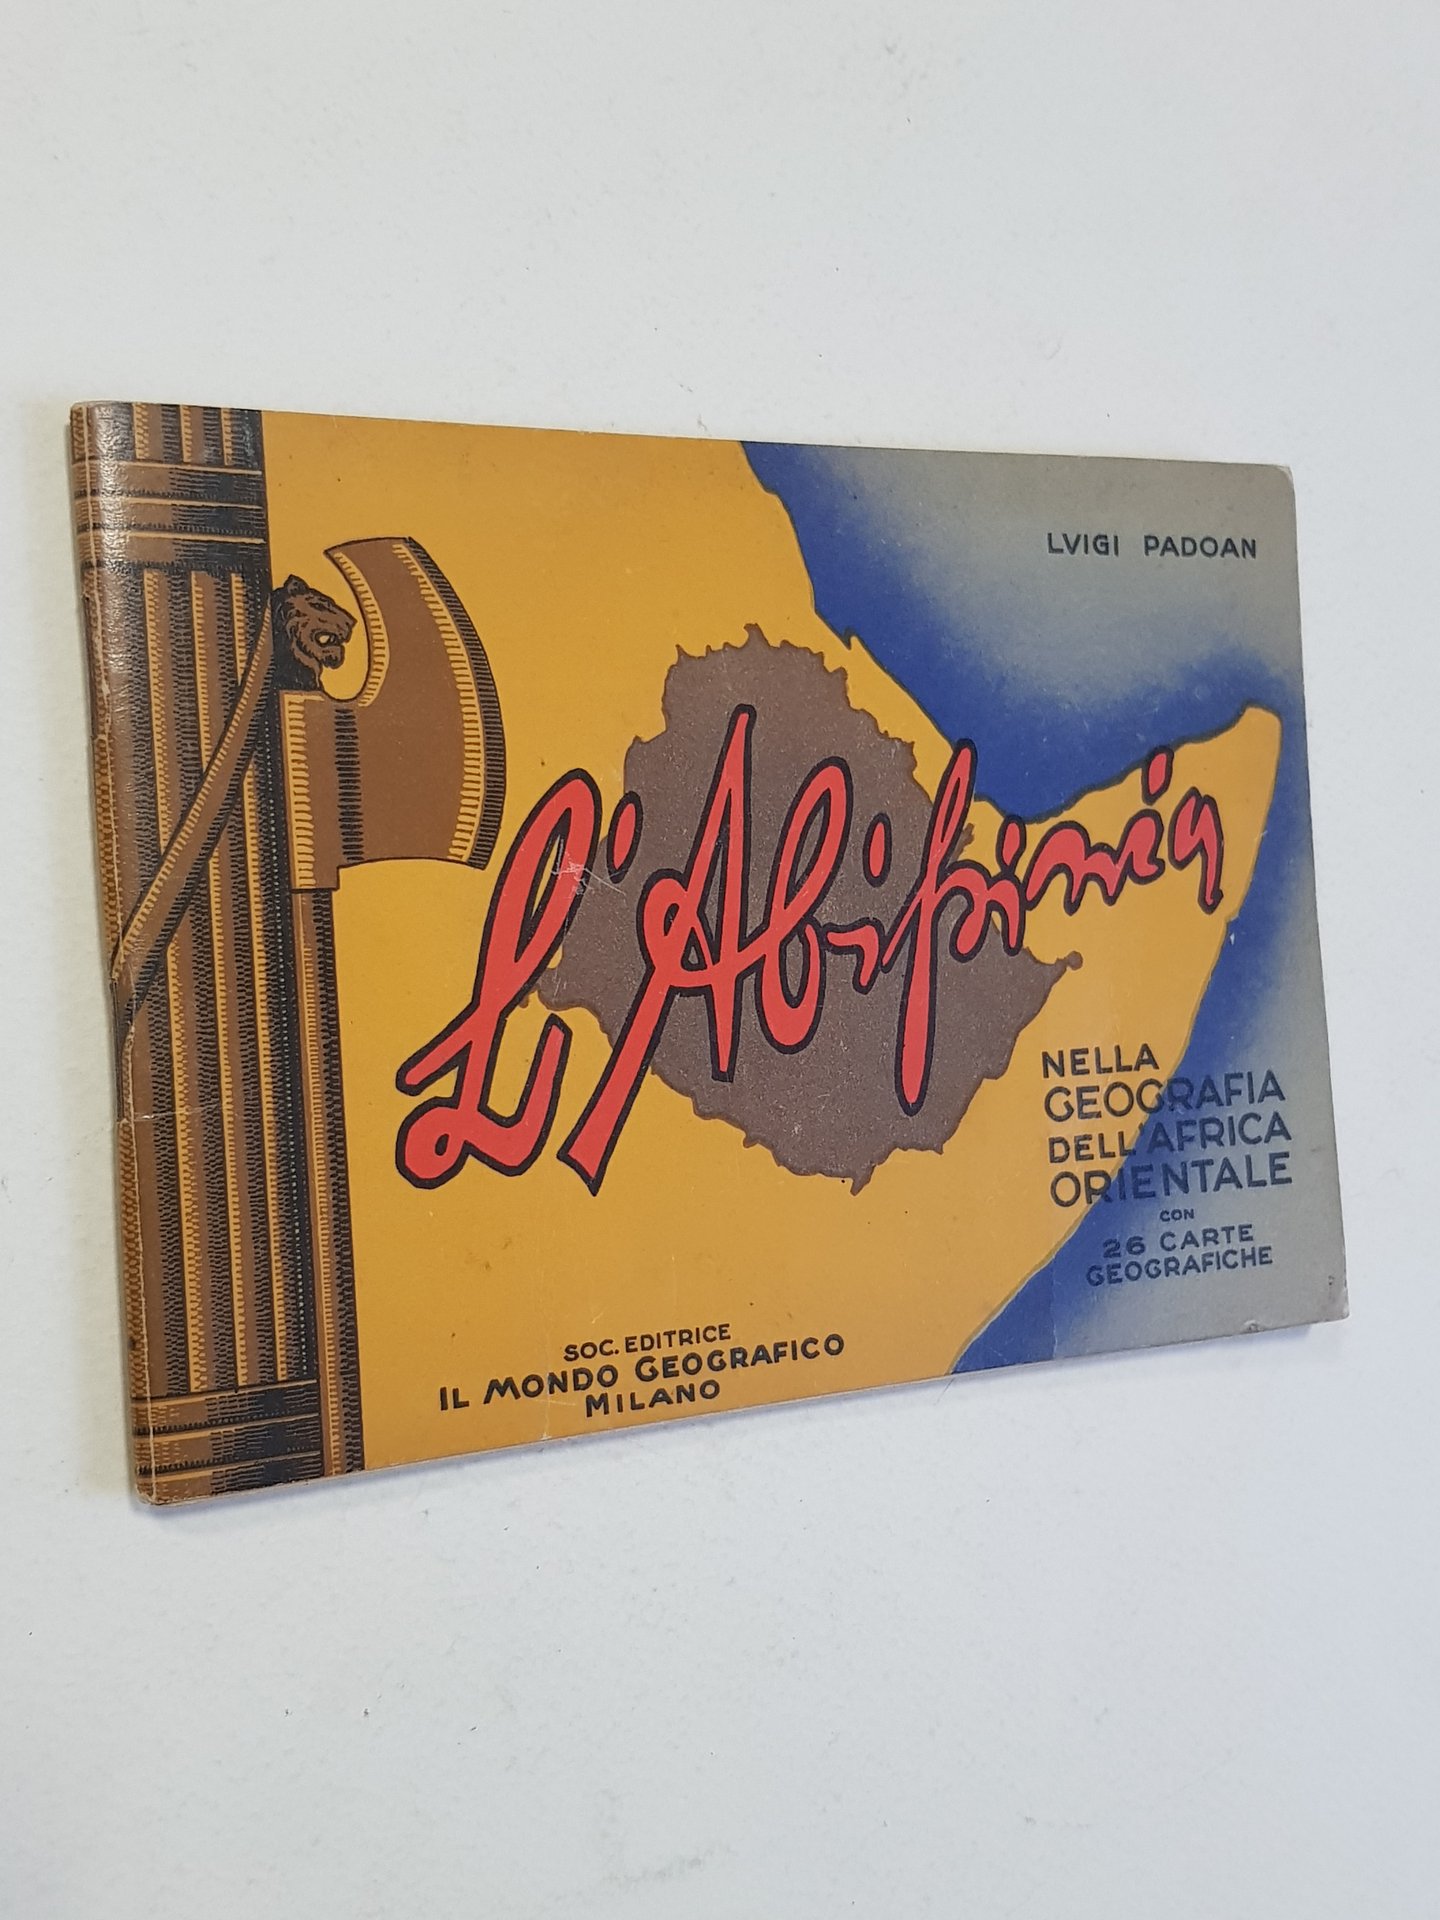 LVIGI PADOAN
L'Abissinia
NELLA
GEOGRAFIA
DELL'AFRICA
ORIENTALE
CON
26 CARTE
GEOGRAFICHE
SOC. EDITRICE
IL MONDO GEOGRAFICO
MILANO